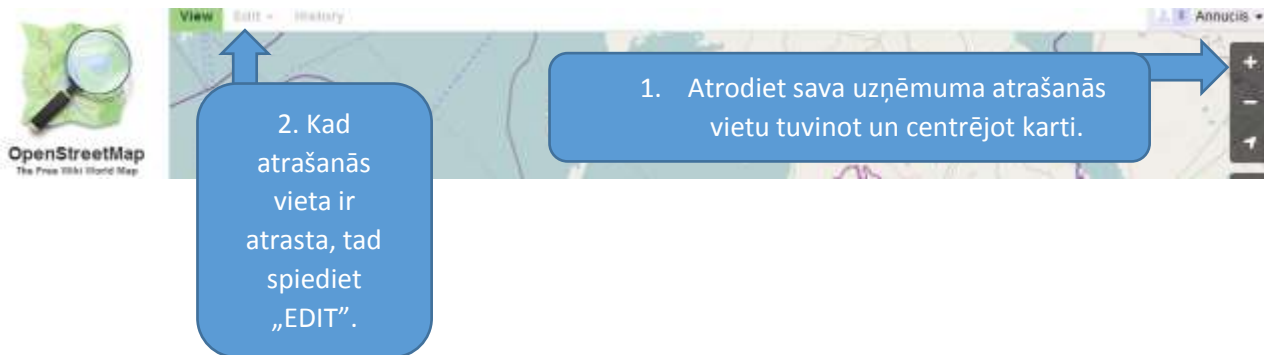 View Edit History
Annuciis
OpenStreetMap
The Free Wiki World Map
1. Atrodiet sava uzņēmuma atrašanās
vietu tuvinot un centrējot karti.
2. Kad
atrašanās
vieta ir
atrasta, tad
spiediet
„EDIT”.